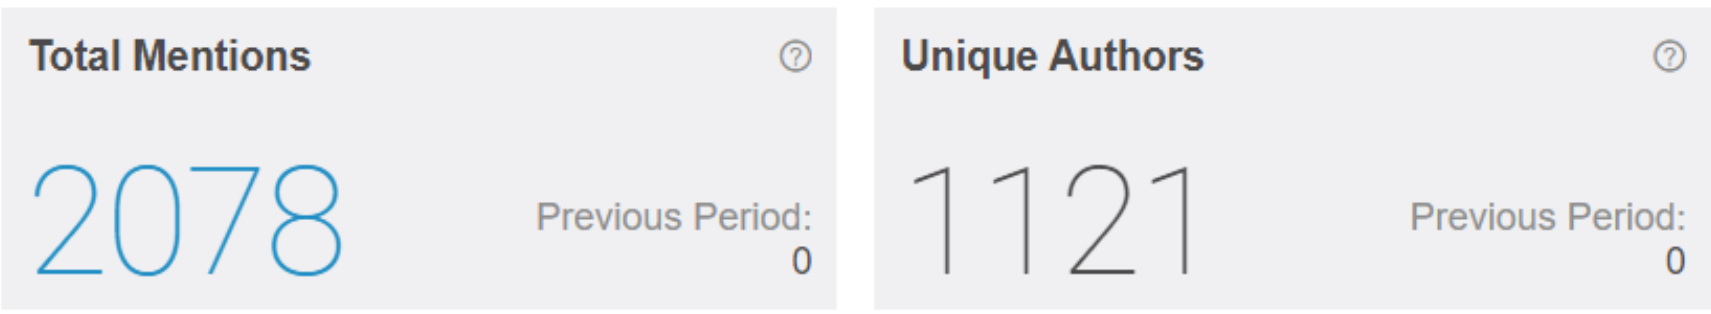 Total Mentions
2078
Previous Period:
0
Unique Authors
1121
Previous Period:
0